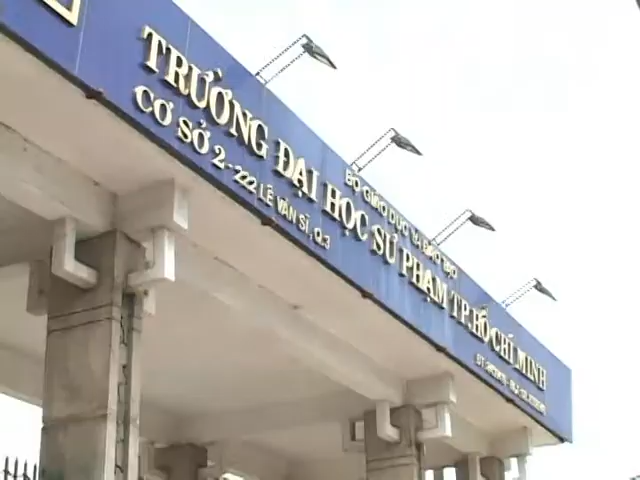 BỘ GIÁO DỤC VÀ ĐÀO TẠO
TRƯỜNG ĐẠI HỌC SƯ PHẠM TP.HỒ CHÍ MINH
CƠ SỞ 2 - 222 LÊ VĂN SĨ, Q.3